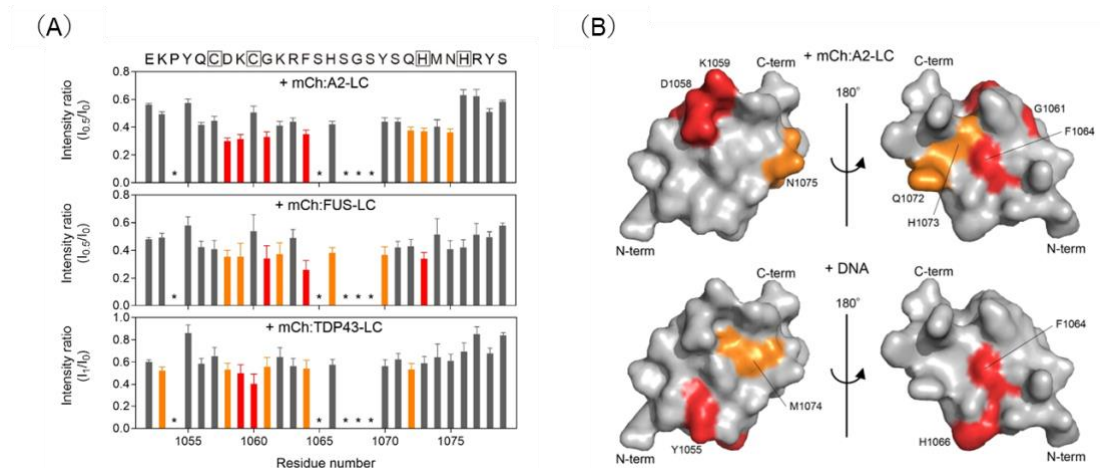 (A)
EKPYQCDKCGKRFSHSGSYSQHMNHRYS
+ mCh:A2-LC
Intensity ratio
(I0.5/I0)
0.8
0.6
0.4
0.2
0.0
*
*
*
*
*
+ mCh:FUS-LC
Intensity ratio
(I0.5/I0)
0.8
0.6
0.4
0.2
0.0
*
*
*
*
*
+ mCh:TDP43-LC
Intensity ratio
(I1/I0)
1.0
0.8
0.6
0.4
0.2
0.0
*
*
*
*
*
1055 1060 1065 1070 1075
Residue number
(B)
+ mCh:A2-LC
K1059
D1058
C-term
180°
C-term
G1061
F1064
N1075
Q1072
H1073
N-term
N-term
+ DNA
C-term
180°
C-term
F1064
M1074
H1066
N-term
Y1055
N-term